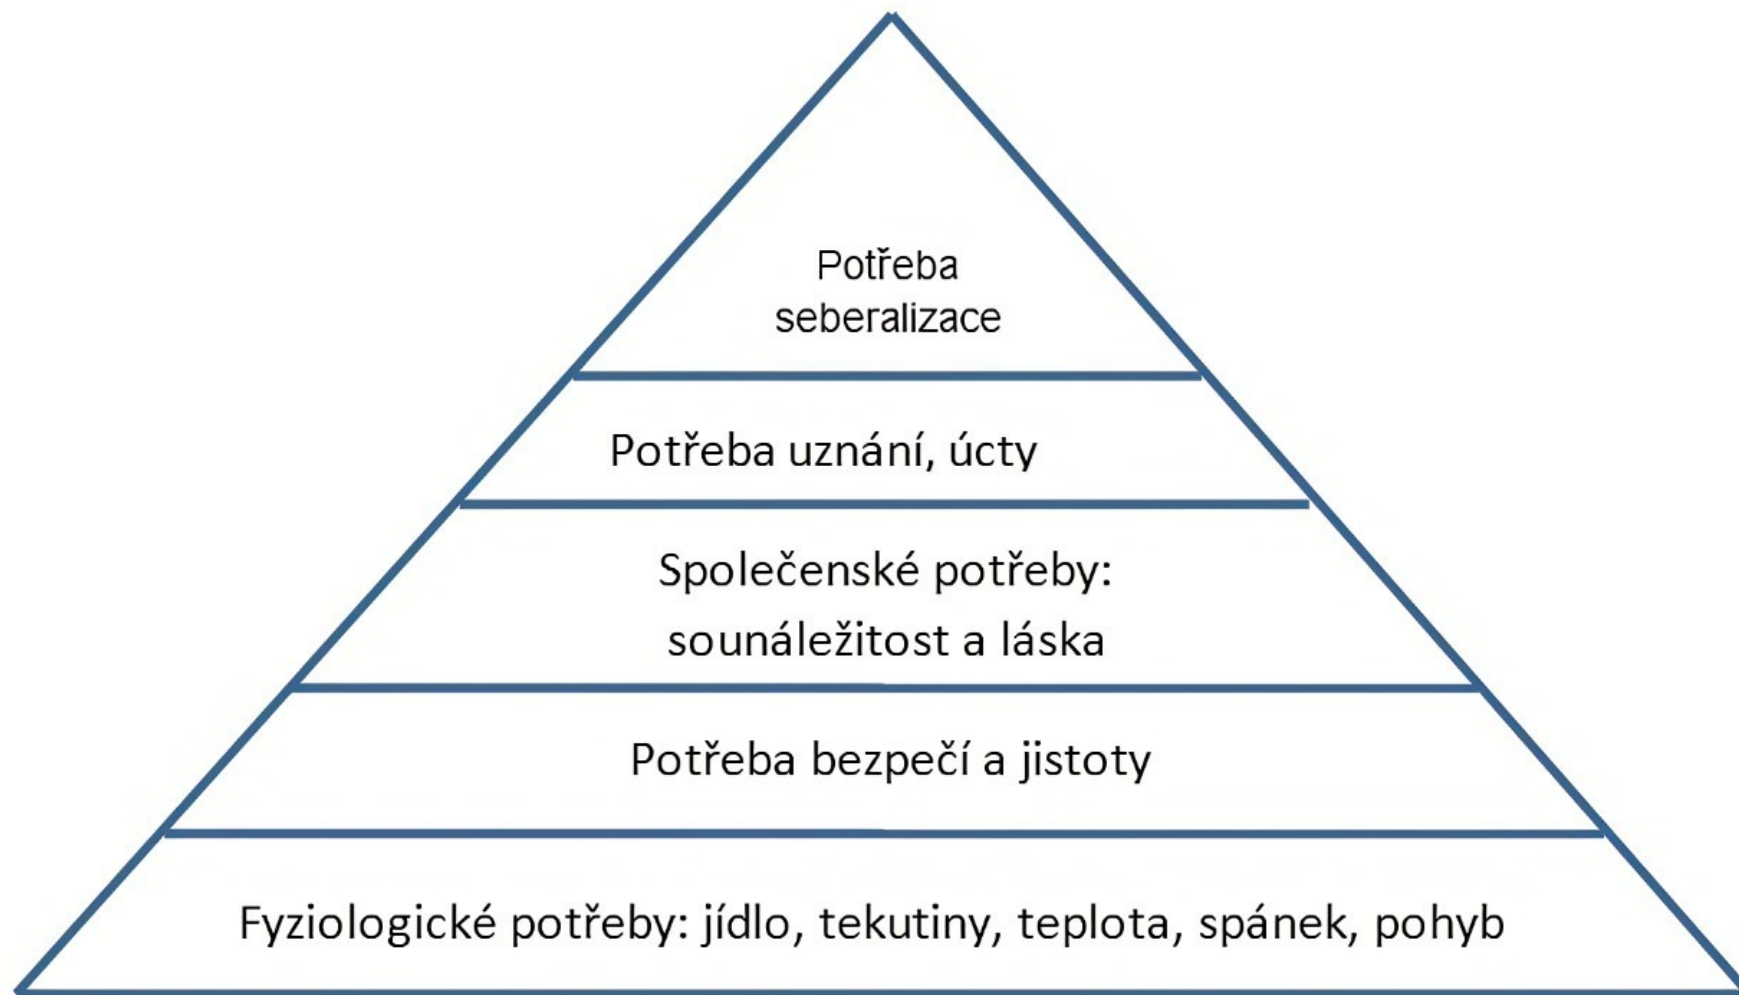 Potřeba
seberalizace
Potřeba uznání, úcty
Společenské potřeby:
sounáležitost a láska
Potřeba bezpečí a jistoty
Fyziologické potřeby: jídlo, tekutiny, teplota, spánek, pohyb